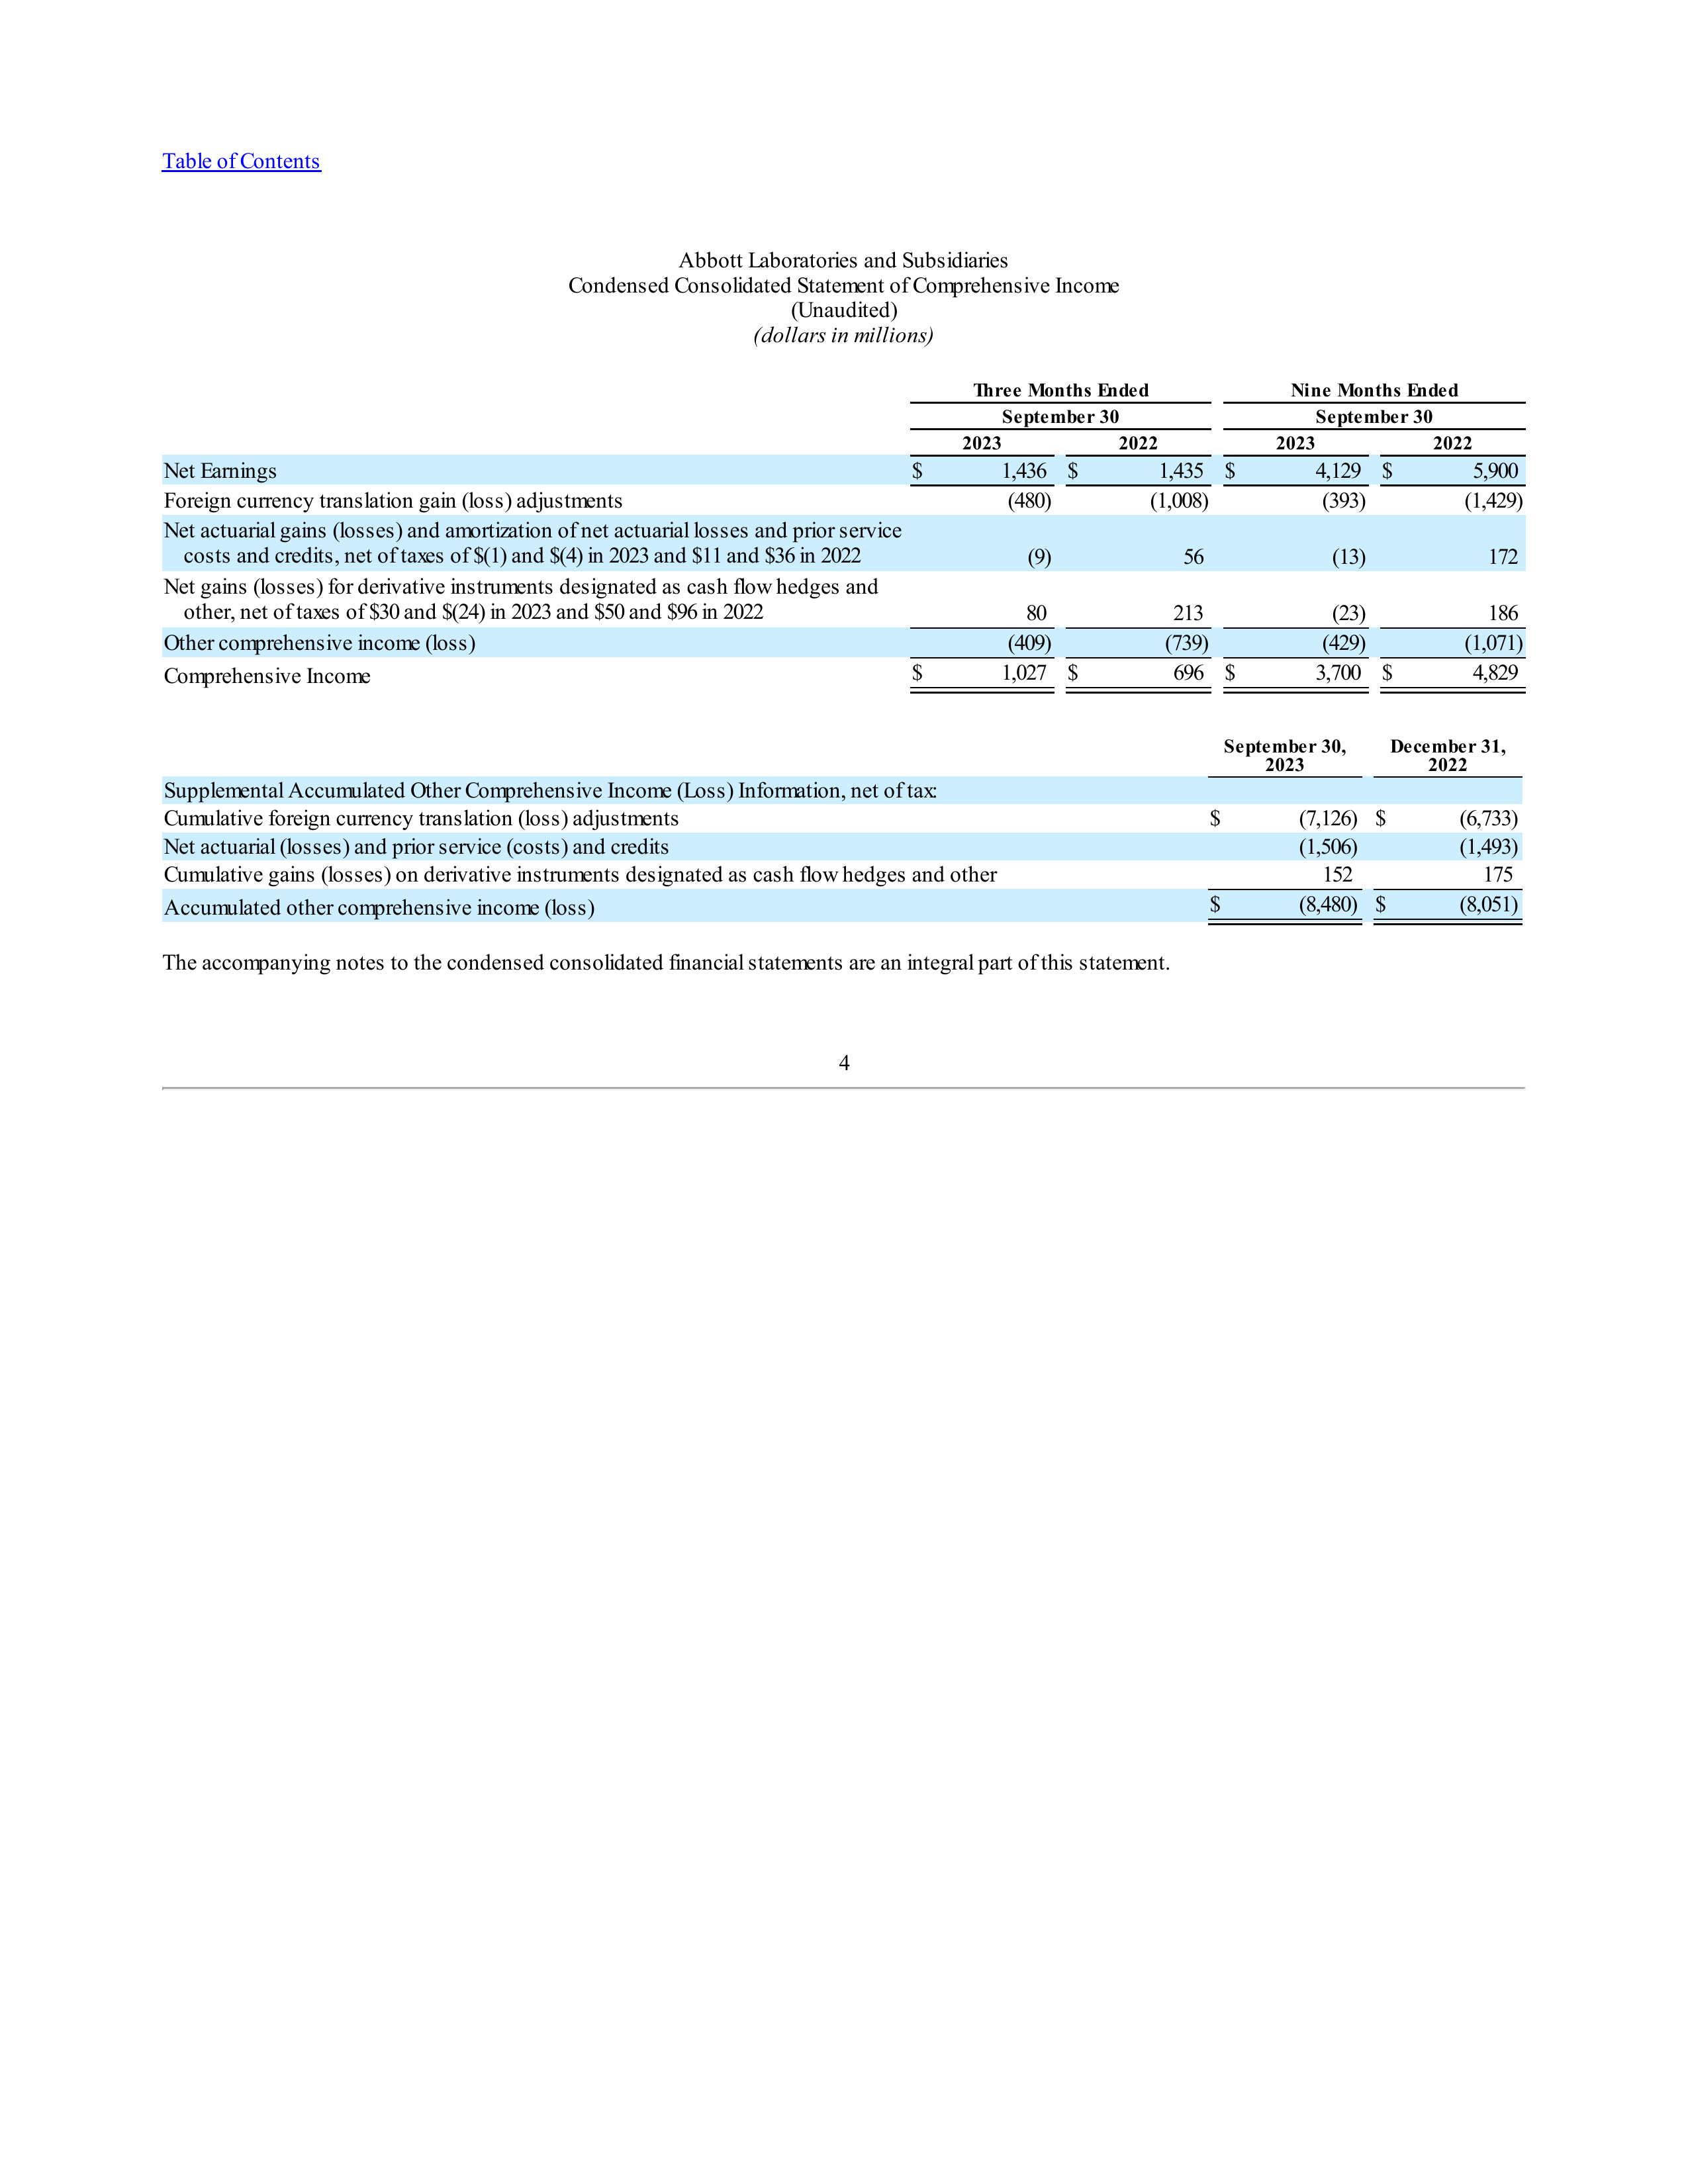 Table of Contents
Abbott Laboratories and Subsidiaries
Condensed Consolidated Statement of Comprehensive Income
(Unaudited)
(dollars in millions)
Three Months Ended Nine Months Ended
September 30 September 30
2023 2022 2023 2022
Net Earnings $ 1,436 $ 1,435 $ 4,129 $ 5,900
Foreign currency translation gain (loss) adjustments (480) (1,008) (393) (1,429)
Net actuarial gains (losses) and amortization of net actuarial losses and prior service
costs and credits, net of taxes of $(1) and $(4) in 2023 and $11 and $36 in 2022 (9) 56 (13) 172
Net gains (losses) for derivative instruments designated as cash flow hedges and
other, net of taxes of $30 and $(24) in 2023 and $50 and $96 in 2022 80 213 (23) 186
Other comprehensive income (loss) (409) (739) (429) (1,071)
Comprehensive Income $ 1,027 $ 696 $ 3,700 $ 4,829
September 30, December 31,
2023 2022
Supplemental Accumulated Other Comprehensive Income (Loss) Information, net of tax:
Cumulative foreign currency translation (loss) adjustments $ (7,126) $ (6,733)
Net actuarial (losses) and prior service (costs) and credits (1,506) (1,493)
Cumulative gains (losses) on derivative instruments designated as cash flow hedges and other 152 175
Accumulated other comprehensive income (loss) $ (8,480) $ (8,051)
The accompanying notes to the condensed consolidated financial statements are an integral part of this statement.
4